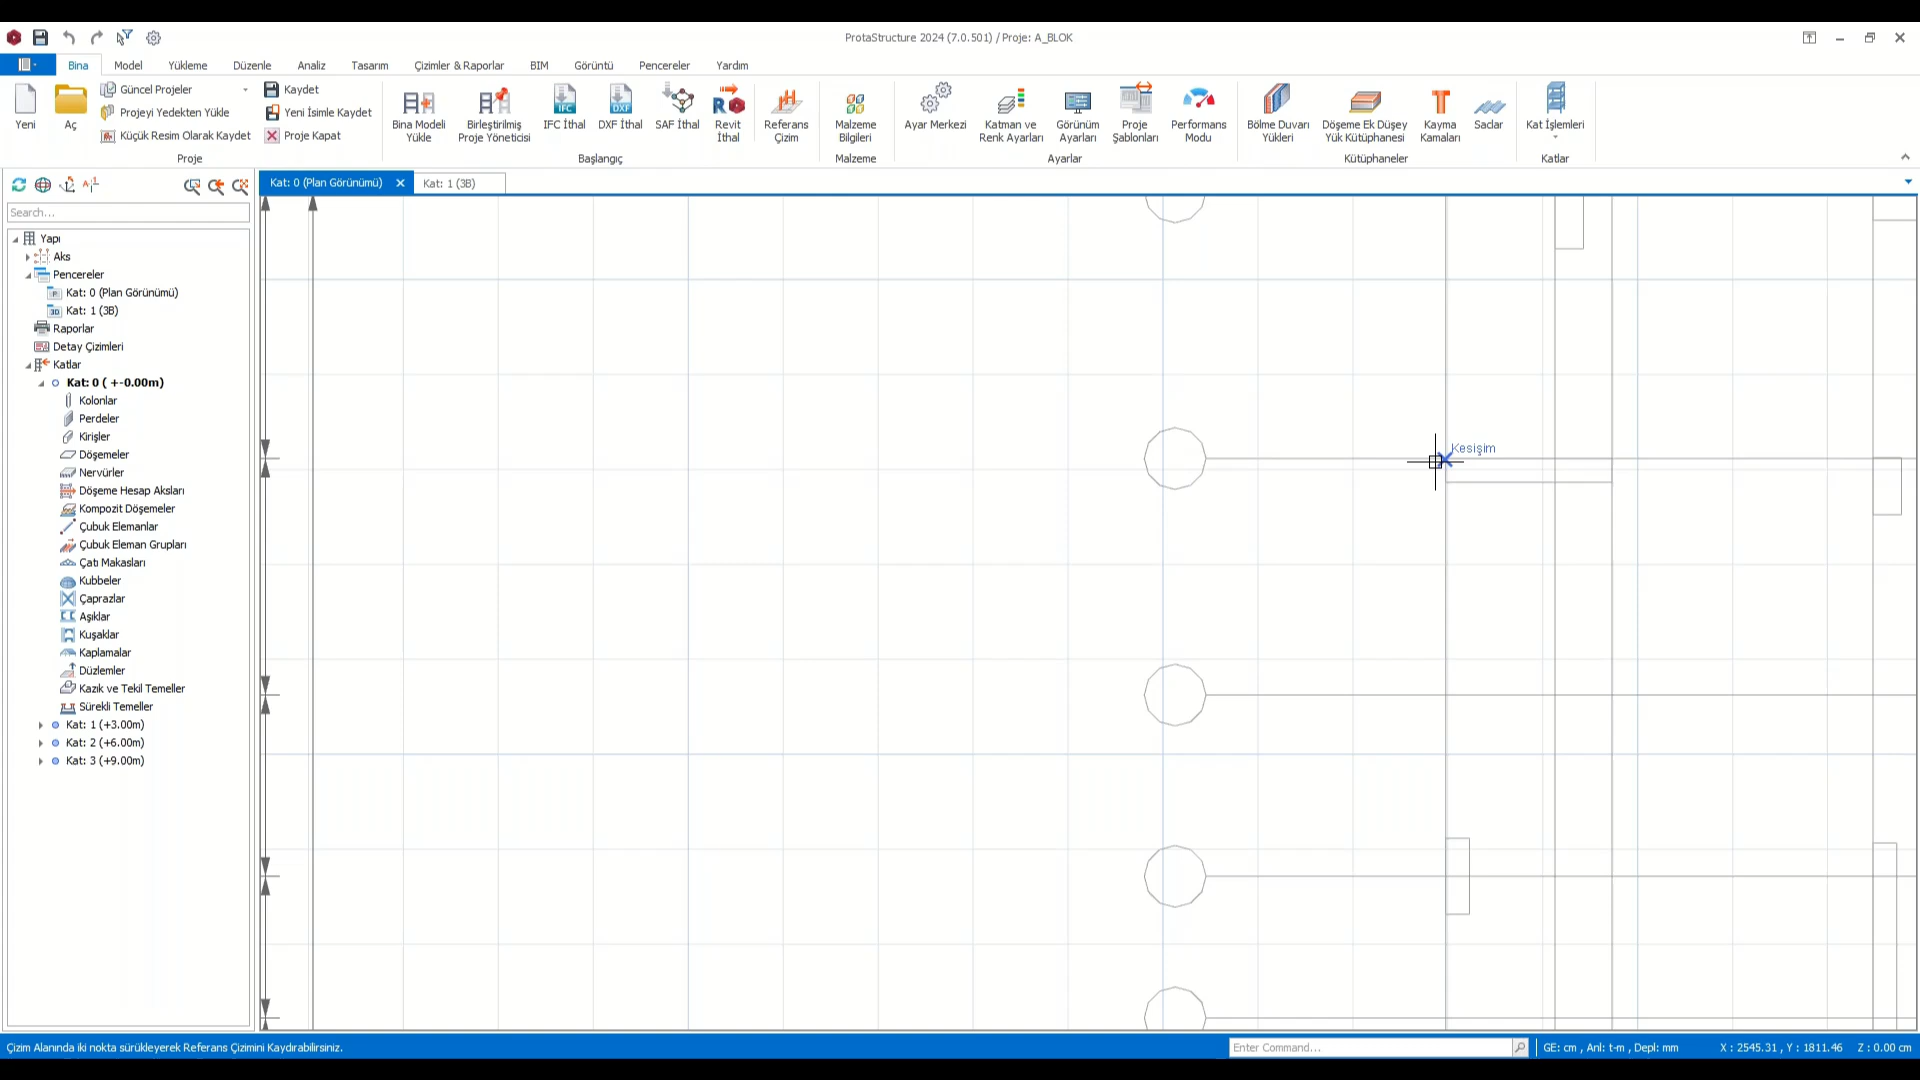 ProtaStructure 2024 (7.0.501) / Proje: A_BLOK
Bina Model Yükleme Düzenle Analiz Tasarım Çizimler & Raporlar BIM Görüntü Pencereler Yardım
Yeni
Aç
Güncel Projeler
Projeyi Yedekten Yükle
Küçük Resim Olarak Kaydet
Kaydet
Yeni İsimle Kaydet
Proje Kapat
Bina Modeli
Yükle
Birleştirilmiş
Proje Yöneticisi
IFC İthal
DXF İthal
SAF İthal
Revit
İthal
Referans
Çizim
Malzeme
Bilgileri
Ayar Merkezi
Katman ve
Renk Ayarları
Görünüm
Ayarları
Proje
Şablonları
Performans
Modu
Bölme Duvarı
Yükleri
Döşeme Ek Düşey
Yük Kütüphanesi
Kayma
Kamaları
Saclar
Kat İşlemleri
Proje Başlangıç Malzeme Ayarlar Kütüphaneler Katlar
Kat: 0 (Plan Görünümü) Kat: 1 (3B)
Search...
Yapı
Aks
Pencereler
Kat: 0 (Plan Görünümü)
Kat: 1 (3B)
Raporlar
Detay Çizimleri
Katlar
Kat: 0 ( +-0.00m)
Kolonlar
Perdeler
Kirişler
Döşemeler
Nervürler
Döşeme Hesap Aksları
Kompozit Döşemeler
Çubuk Elemanlar
Çubuk Eleman Grupları
Çatı Makasları
Kubbeler
Çaprazlar
Aşıklar
Kuşaklar
Kaplamalar
Düzlemler
Kazık ve Tekil Temeller
Sürekli Temeller
Kat: 1 (+3.00m)
Kat: 2 (+6.00m)
Kat: 3 (+9.00m)
Kesişim
Çizim Alanında iki nokta sürükleyerek Referans Çizimini Kaydırabilirsiniz.
Enter Command...
GE: cm , Anl: t-m , Depl: mm
X : 2545.31 , Y : 1811.46 Z : 0.00 cm